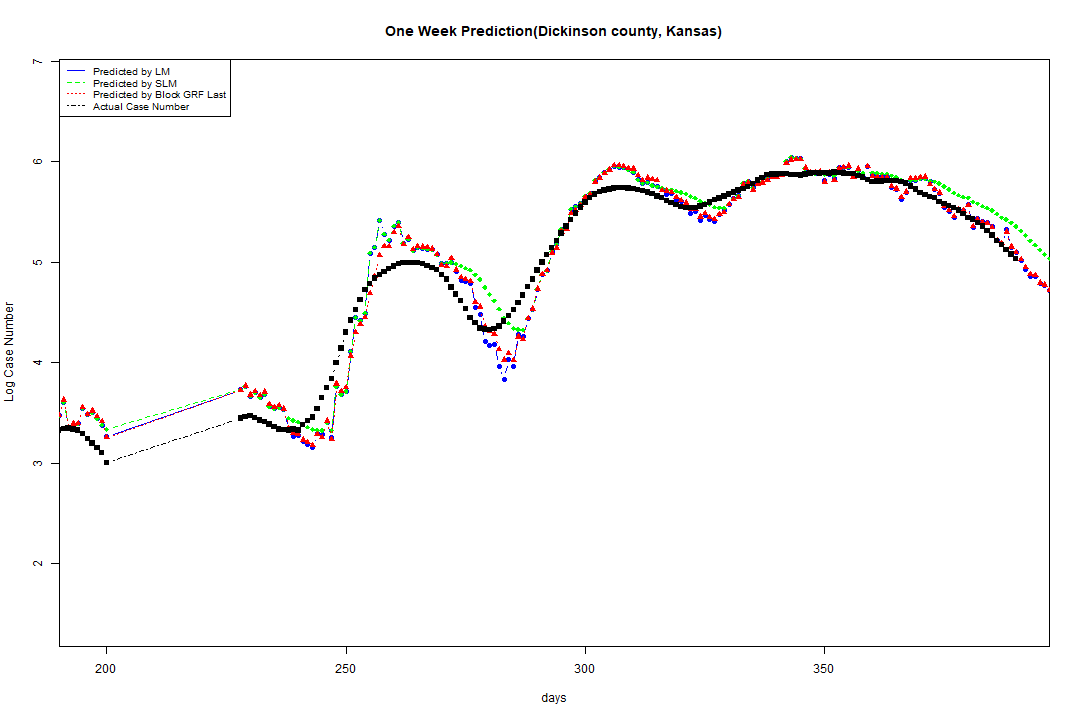 One Week Prediction(Dickinson county, Kansas)
Predicted by LM
Predicted by SLM
Predicted by Block GRF Last
Actual Case Number
7
6
5
4
3
2
Log Case Number
200 250 300 350
days